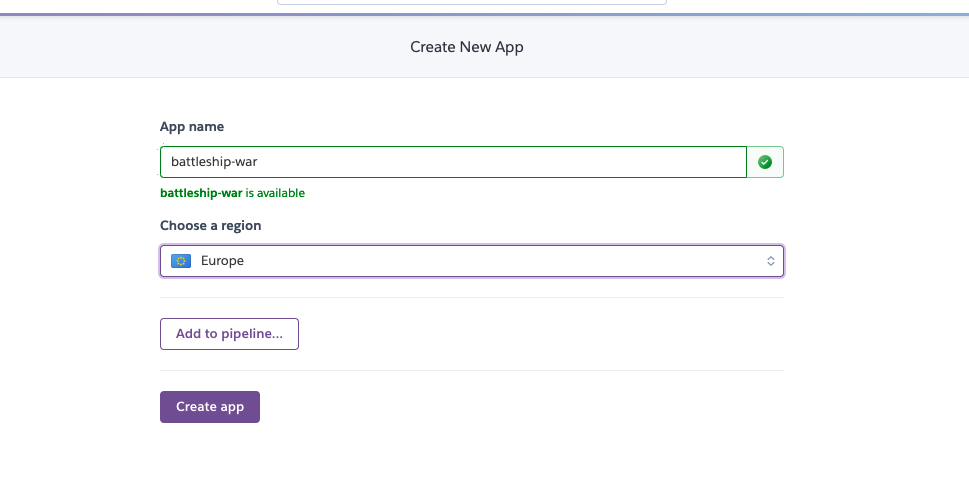 Create New App
App name
battleship-war
battleship-war is available
Choose a region
Europe
Add to pipeline...
Create app